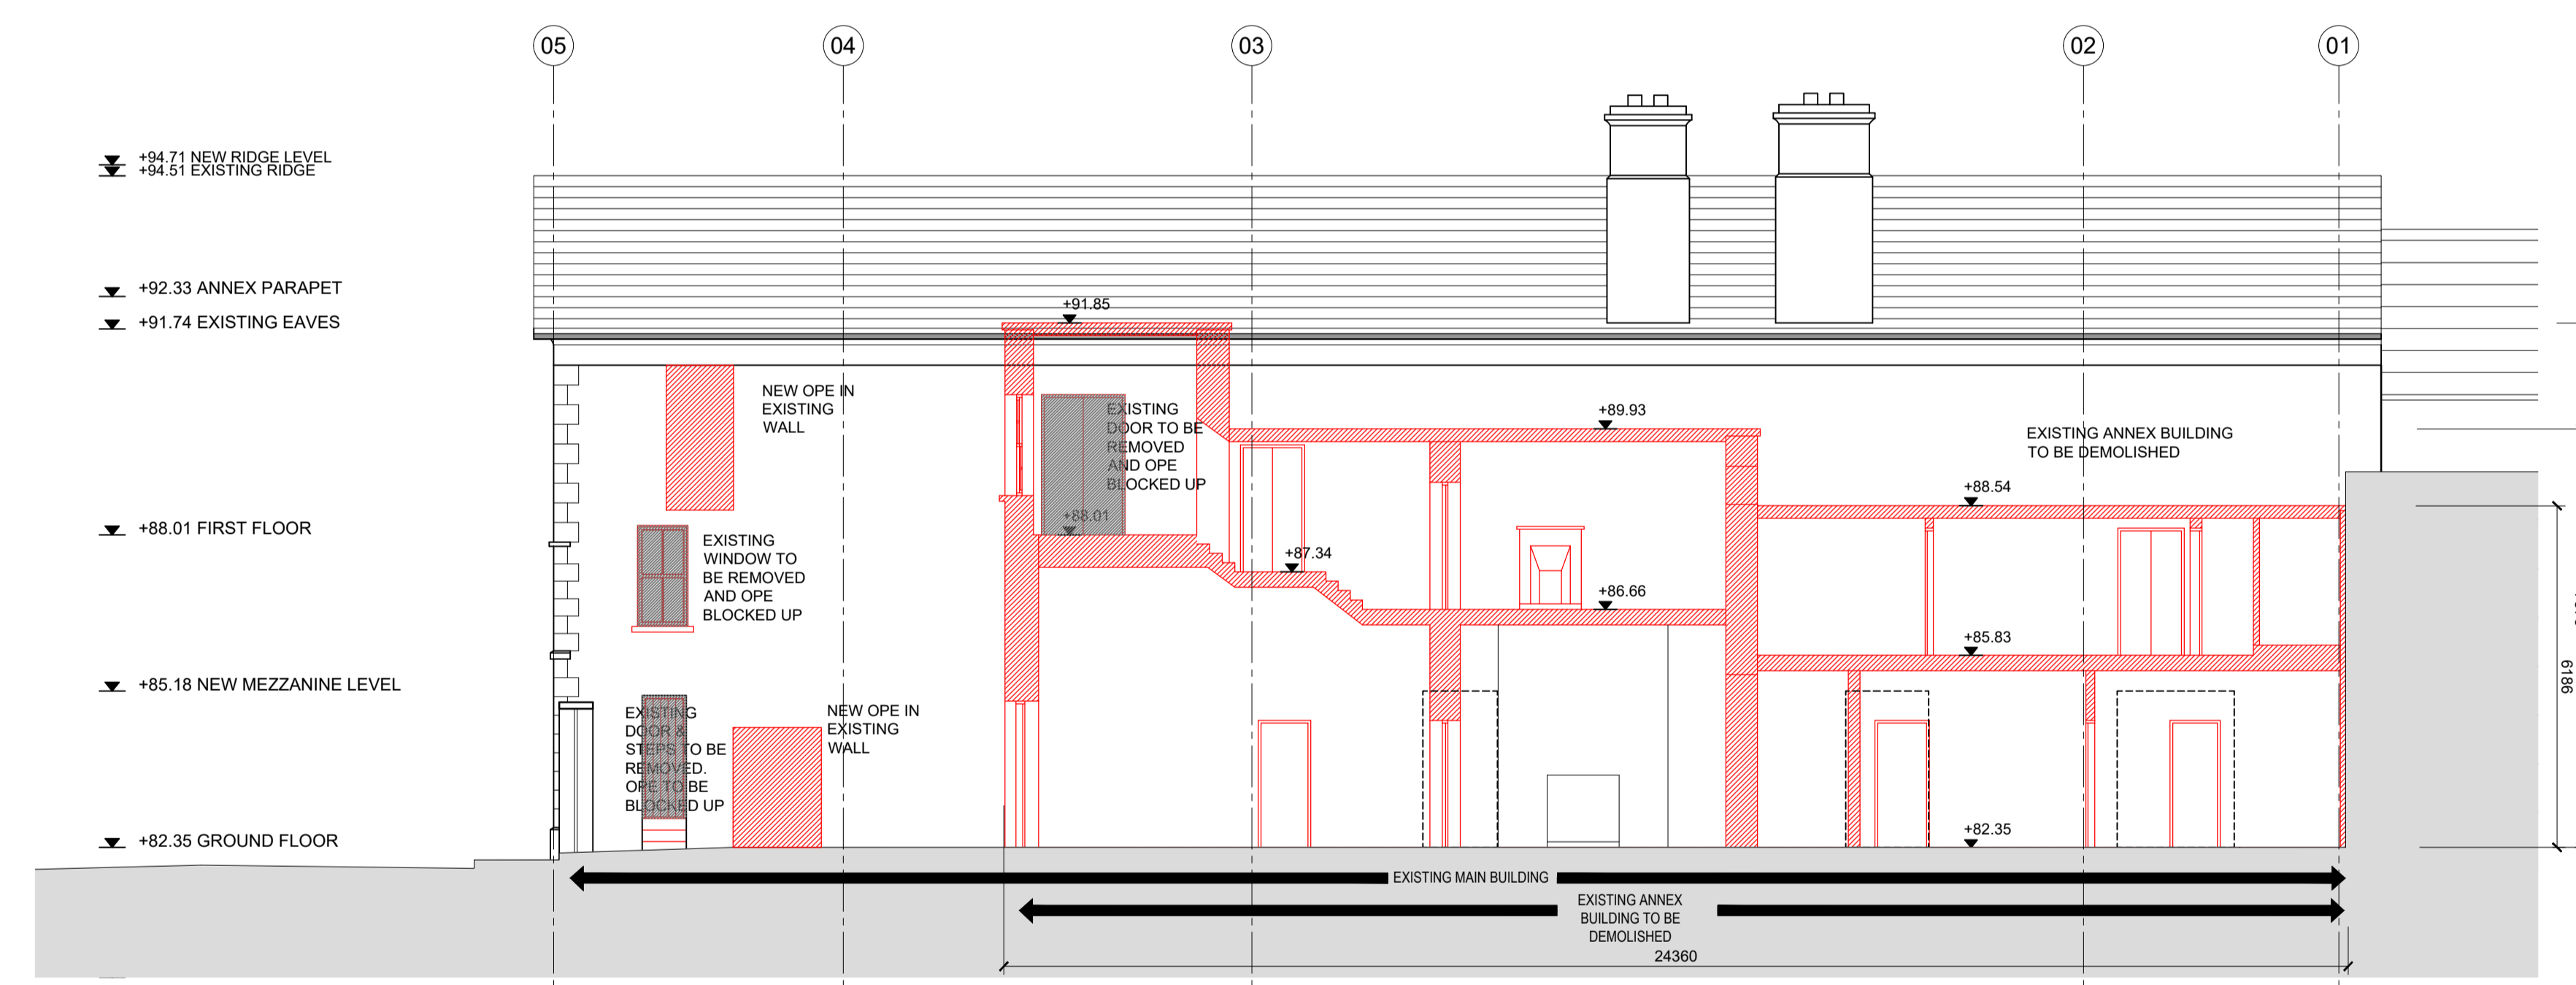 05
04
03
02
01
+94.71 NEW RIDGE LEVEL
+94.51 EXISTING RIDGE
+92.33 ANNEX PARAPET
+91.74 EXISTING EAVES
+88.01 FIRST FLOOR
+85.18 NEW MEZZANINE LEVEL
+82.35 GROUND FLOOR
NEW OPE IN
EXISTING
WALL
EXISTING
WINDOW TO
BE REMOVED
AND OPE
BLOCKED UP
EXISTING
DOOR &
STEPS TO BE
REMOVED.
OPE TO BE
BLOCKED UP
NEW OPE IN
EXISTING
WALL
+91.85
EXISTING
DOOR TO BE
REMOVED
AND OPE
BLOCKED UP
+88.01
+87.34
+89.93
+86.66
EXISTING ANNEX BUILDING
TO BE DEMOLISHED
+88.54
+85.83
+82.35
6186
EXISTING MAIN BUILDING
EXISTING ANNEX
BUILDING TO BE
DEMOLISHED
24360